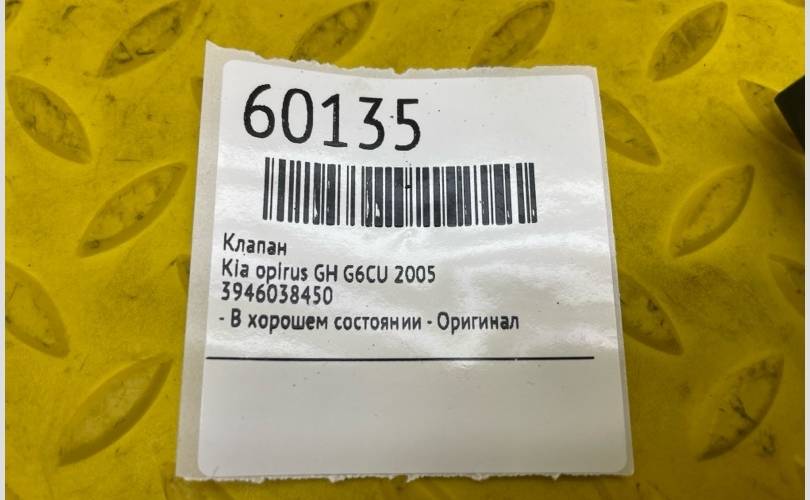 60135
Клапан
Kia opirus GH G6CU 2005
3946038450
- В хорошем состоянии - Оригинал